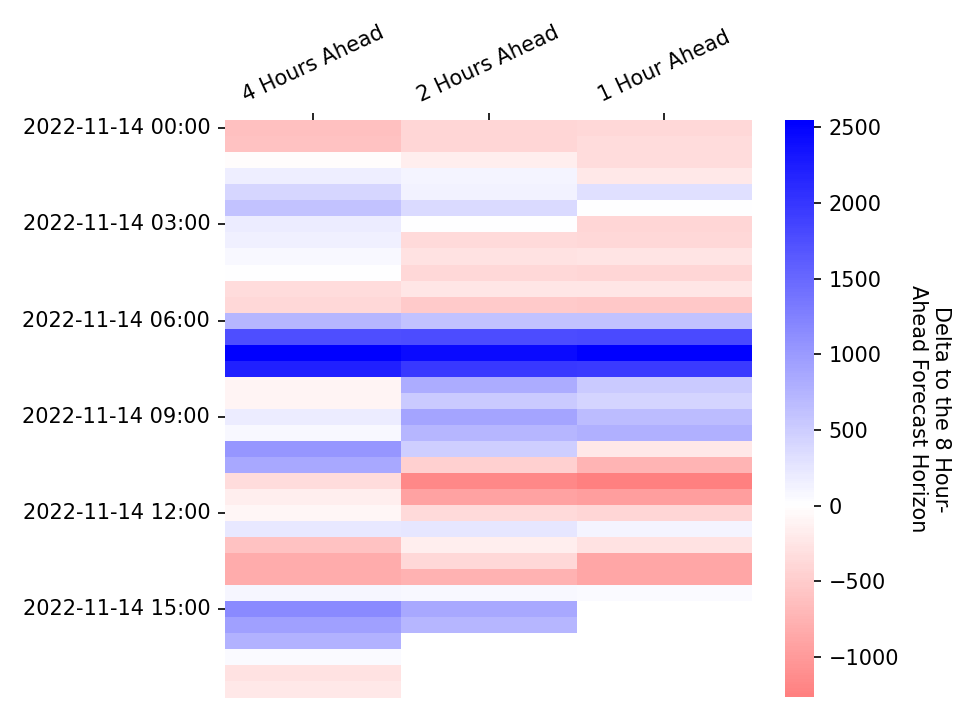 4 Hours Ahead
2 Hours Ahead
1 Hour Ahead
2022-11-14 00:00
2022-11-14 03:00
2022-11-14 06:00
2022-11-14 09:00
2022-11-14 12:00
2022-11-14 15:00
2500
2000
1500
1000
500
0
−500
−1000
Delta to the 8 Hour-
Ahead Forecast Horizon